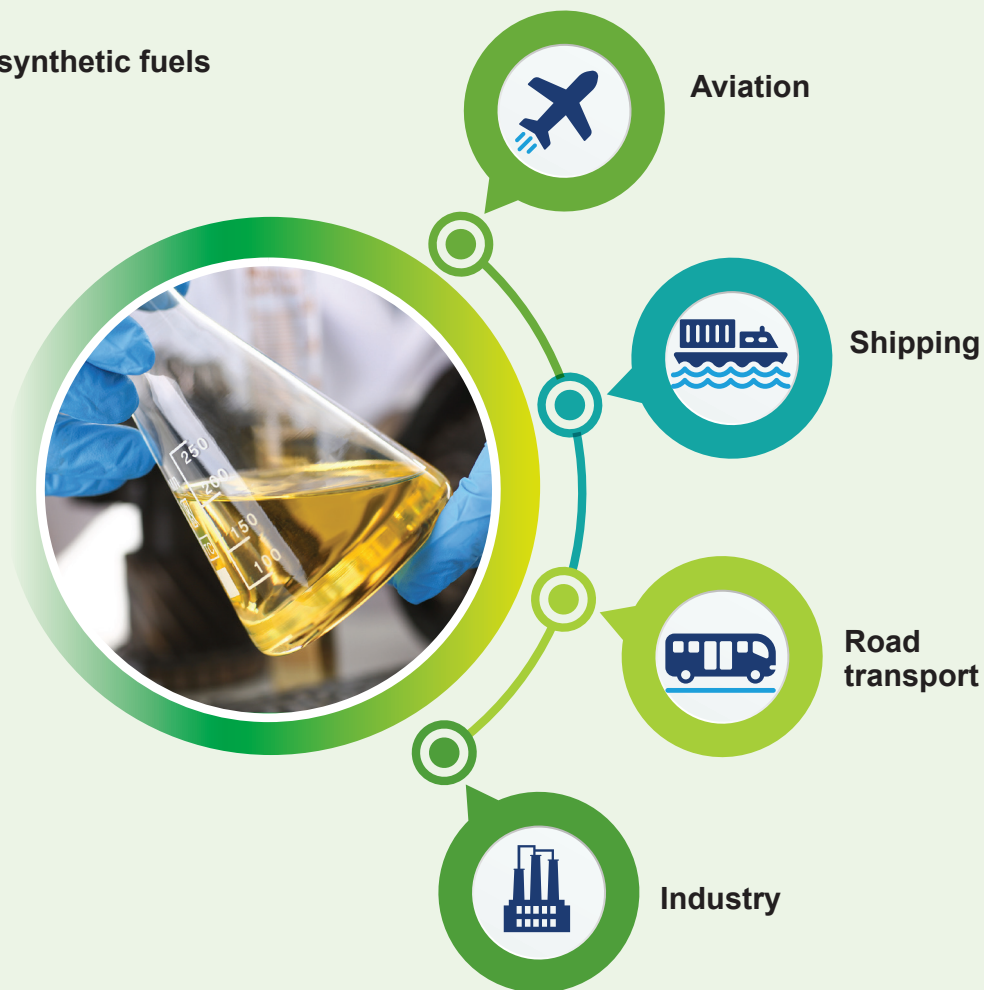 synthetic fuels
Aviation
Shipping
Road
transport
Industry
250
200
150
100